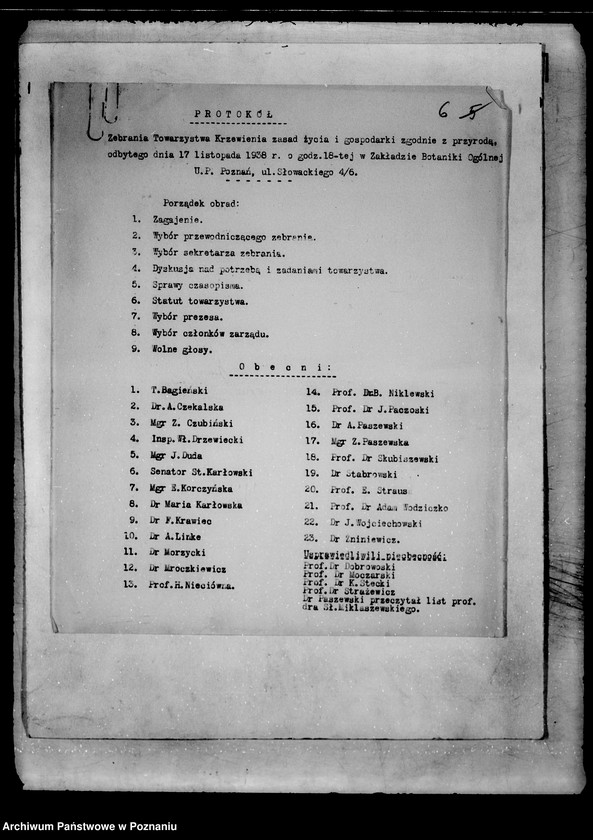 6 5
PROTOKÓŁ
Zebrania Towarzystwa Krzewienia zasad życia i gospodarki zgodnie z przyrodą,
odbytego dnia 17 listopada 1938 r. o godz.18-tej w Zakładzie Botaniki Ogólnej
U.P. Poznań, ul.Słowackiego 4/6.
Porządek obrad:
1. Zagajenie.
2. Wybór przewodniczącego zebrania.
3. Wybór sekretarza zebrania.
4. Dyskusja nad potrzebą i zadaniami towarzystwa.
5. Sprawy czasopisma.
6. Statut towarzystwa.
7. Wybór prezesa.
8. Wybór członków zarządu.
9. Wolne głosy.
Obecni:
1. T.Bagieński
2. Dr.A.Czekalska
3. Mgr Z. Czubiński
4. Insp.Wł.Drzewiecki
5. Mgr J.Duda
6. Senator St.Karłowski
7. Mgr E.Korczyńska
8. Dr Maria Karłowska
9. Dr F.Krawiec
10. Dr A.Linke
11. Dr Morzycki
12. Dr Mroczkiewicz
13. Prof.H.Nieciówna.
14. Prof. Dr.B. Niklewski
15. Prof. Dr J.Paczoski
16. Dr A.Paszewski
17. Mgr Z.Paszewska
18. Prof. Dr Skubiszewski
19. Dr Stabrowski
20. Prof. E. Straus
21. Prof. Dr Adam Wodziczko
22. Dr J.Wojciechowski
23. Dr Żniniewicz.
Usprawiedliwili nieobecność:
Prof.Dr Dobrowoski
Prof. Dr Moczarski
Prof. Dr K.Stecki
Prof.Dr Strażewicz
Dr Paszewski przeczytał list prof.
dra Sł.Miklaszewskiego.
Archiwum Państwowe w Poznaniu